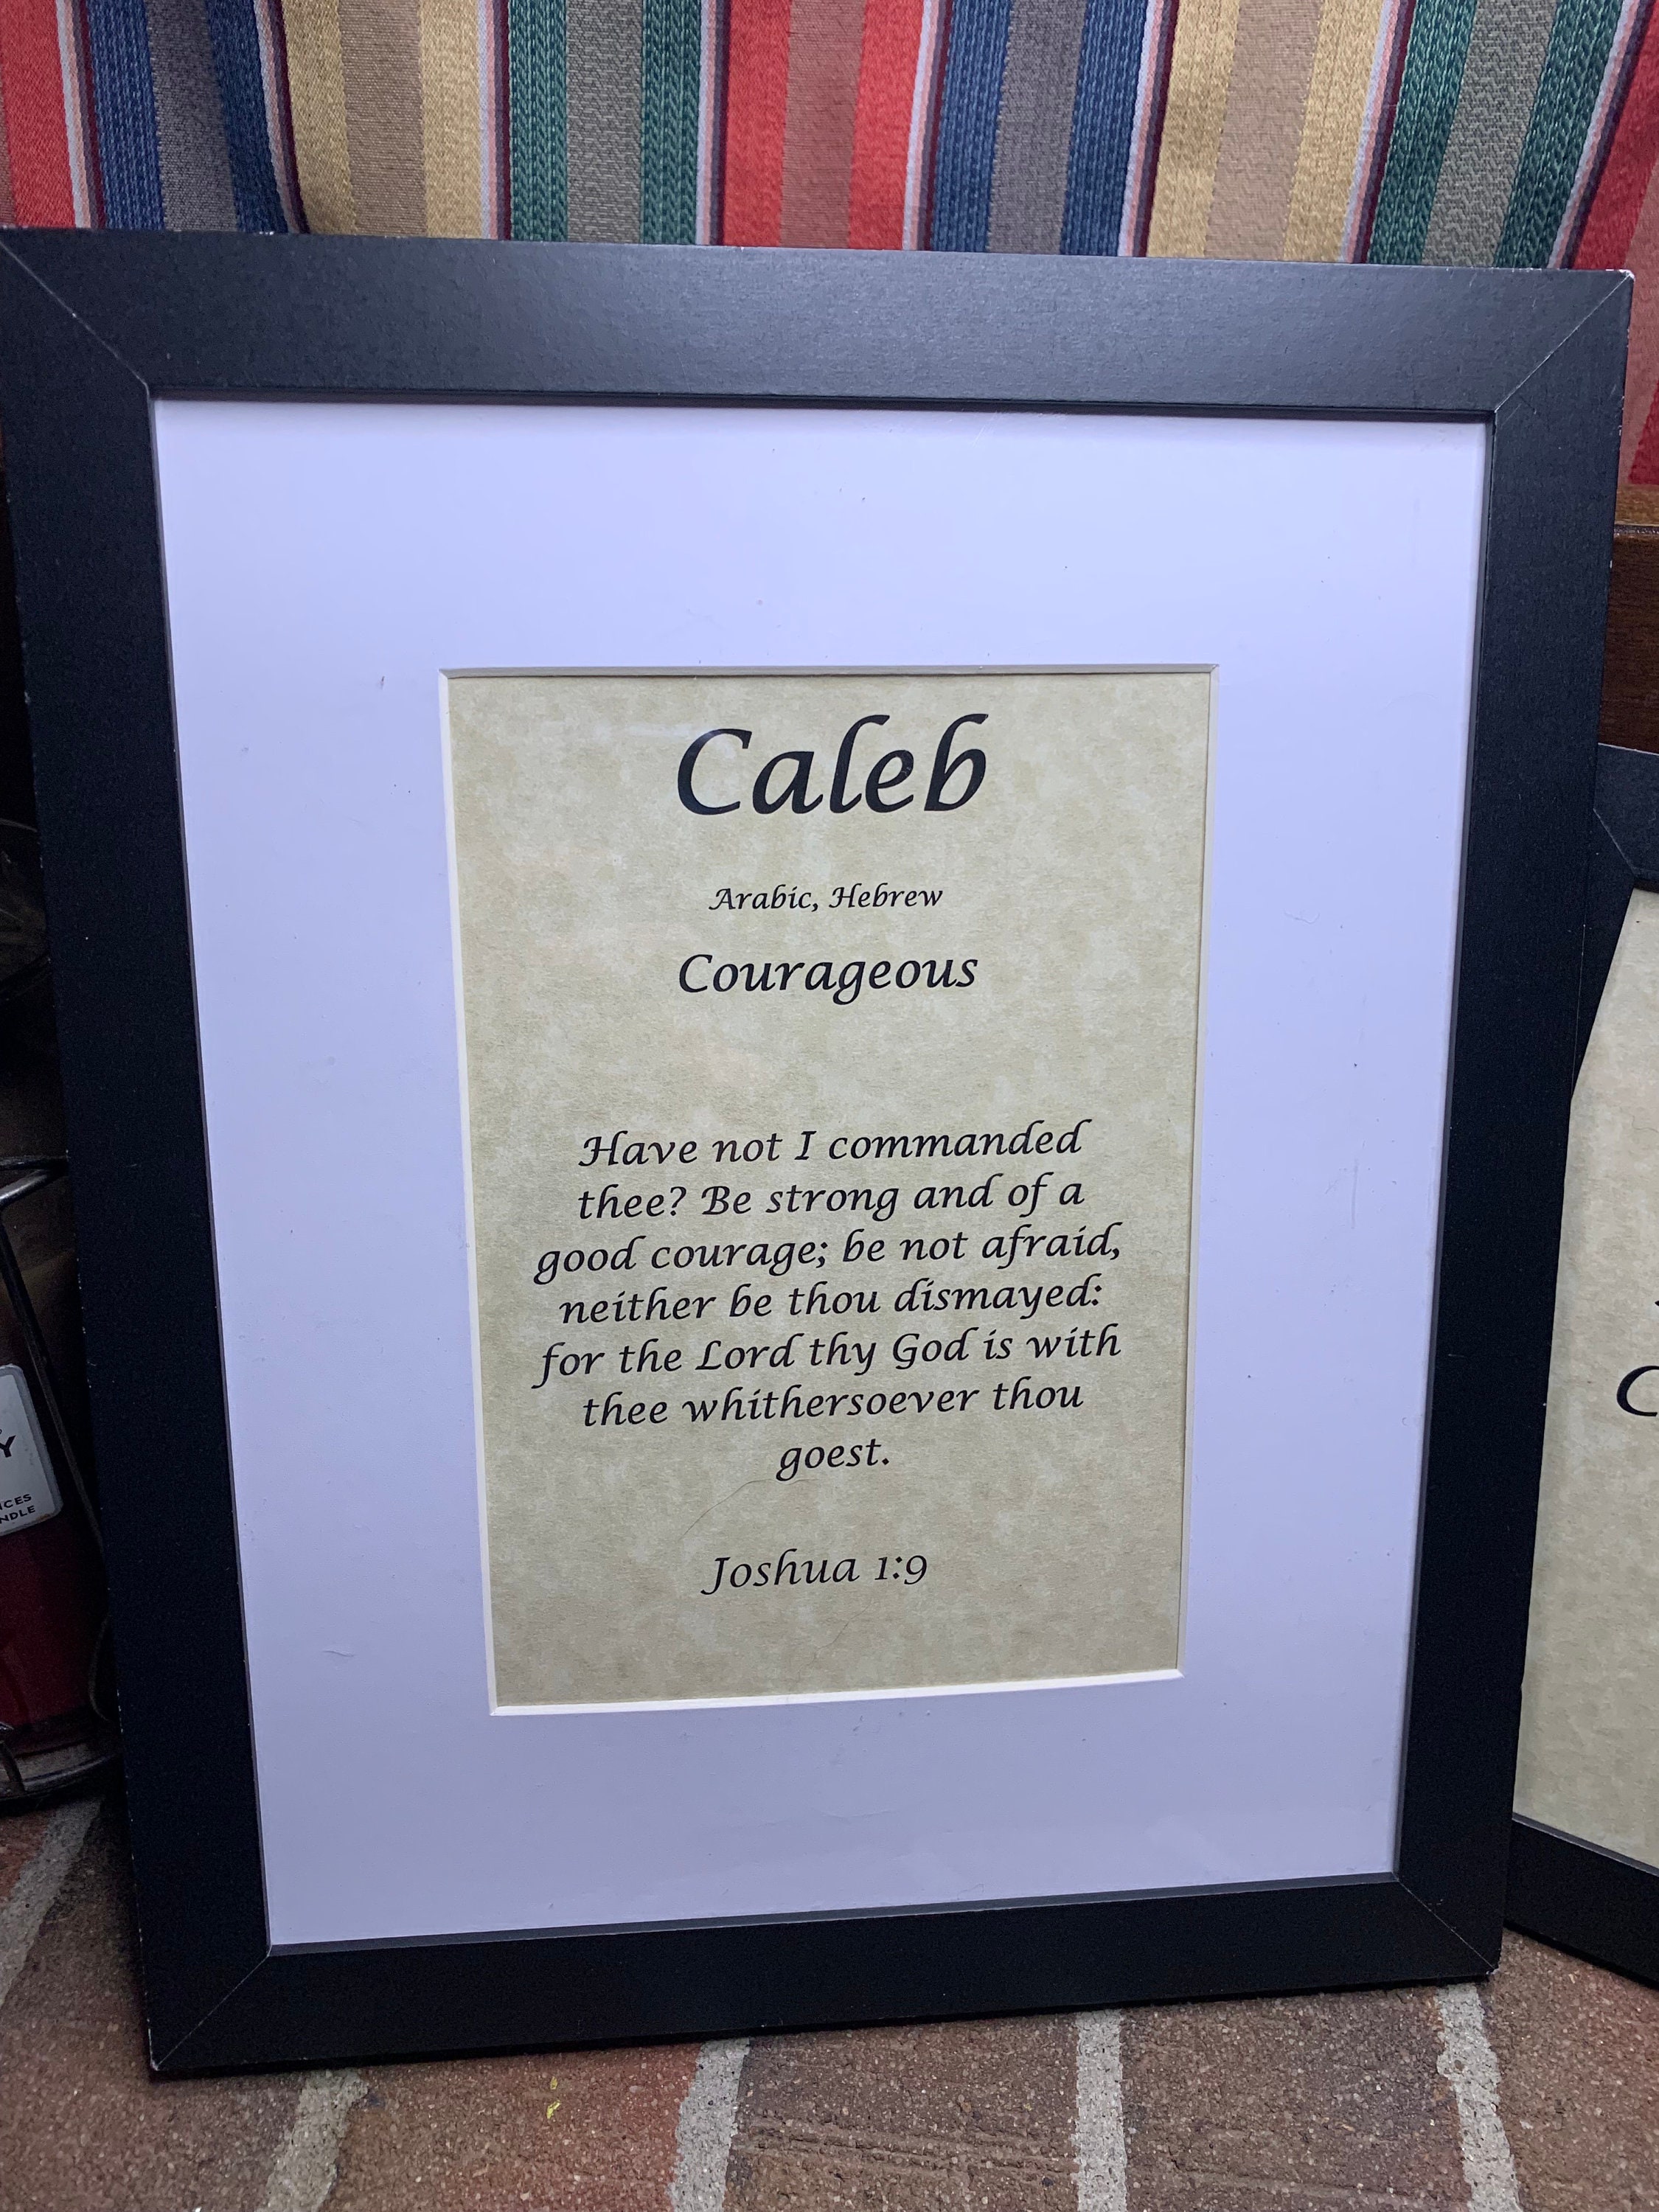 Caleb
Arabic, Hebrew
Courageous
Have not I commanded
thee? Be strong and of a
good courage; be not afraid,
neither be thou dismayed:
for the Lord thy God is with
thee whithersoever thou
goest.
Joshua 1:9